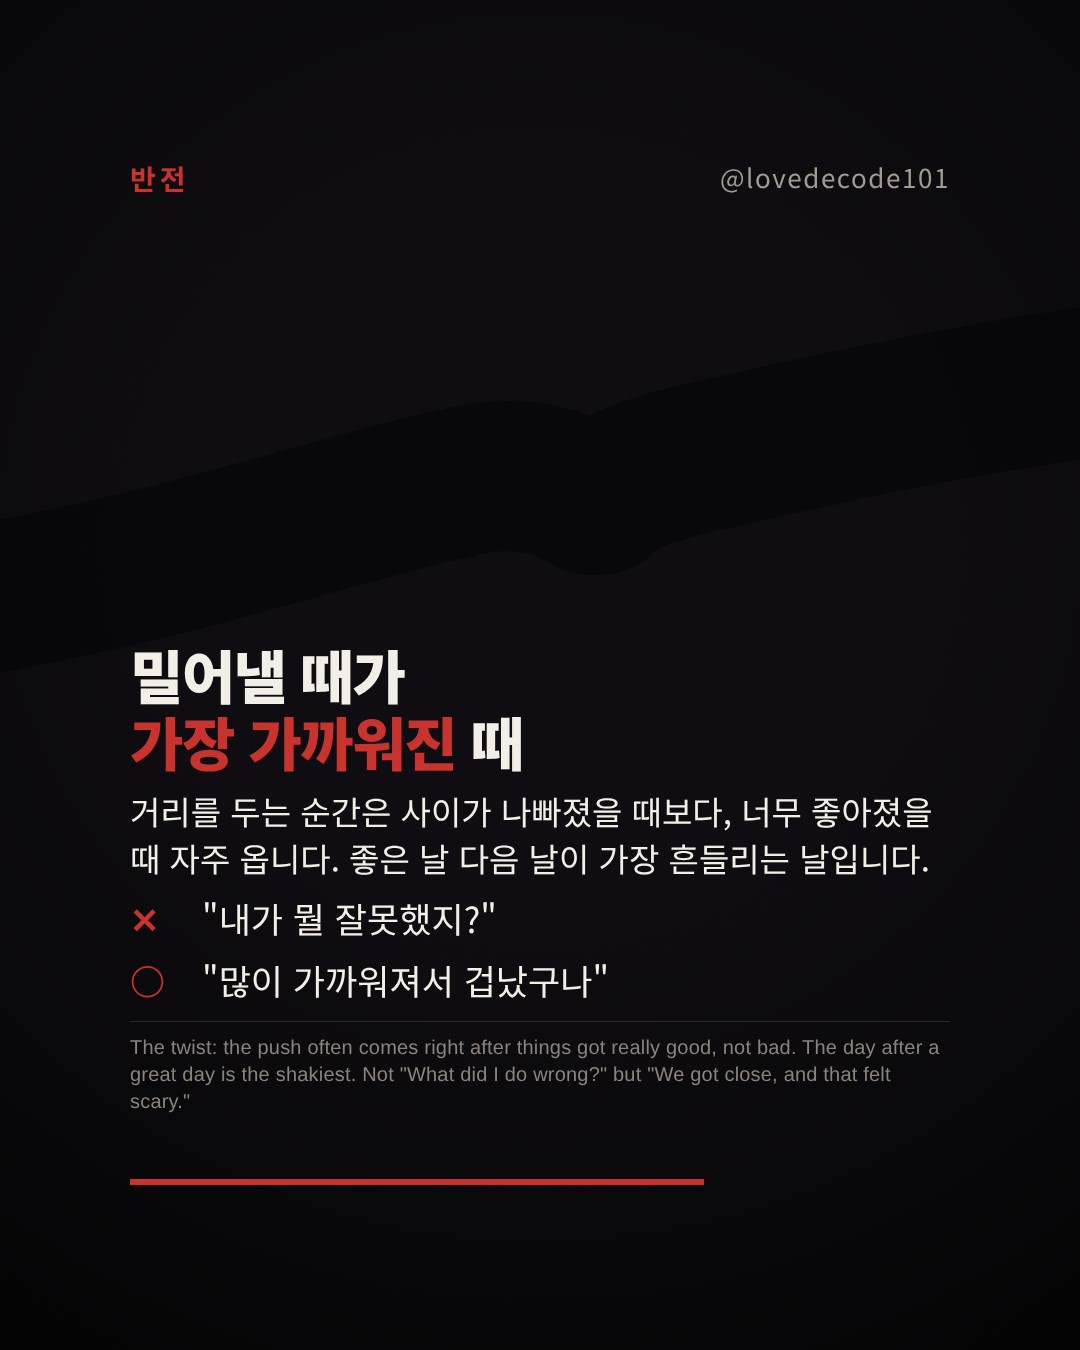 반전
@lovedecode101
밀어낼 때가
가장 가까워진 때
거리를 두는 순간은 사이가 나빠졌을 때보다, 너무 좋아졌을
때 자주 옵니다. 좋은 날 다음 날이 가장 흔들리는 날입니다.
✕ "내가 뭘 잘못했지?"
○ "많이 가까워져서 겁났구나"
The twist: the push often comes right after things got really good, not bad. The day after a
great day is the shakiest. Not "What did I do wrong?" but "We got close, and that felt
scary."